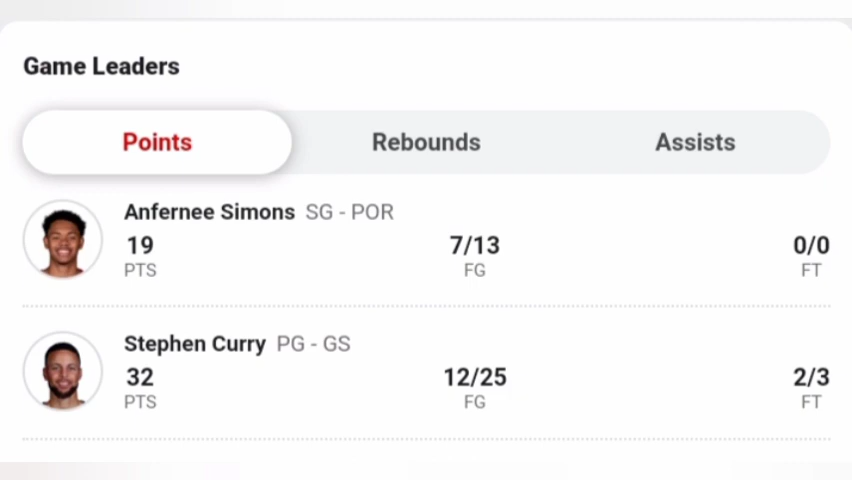 Game Leaders
Points Rebounds Assists
Anfernee Simons SG - POR
19 7/13 0/0
PTS FG FT
Stephen Curry PG - GS
32 12/25 2/3
PTS FG FT